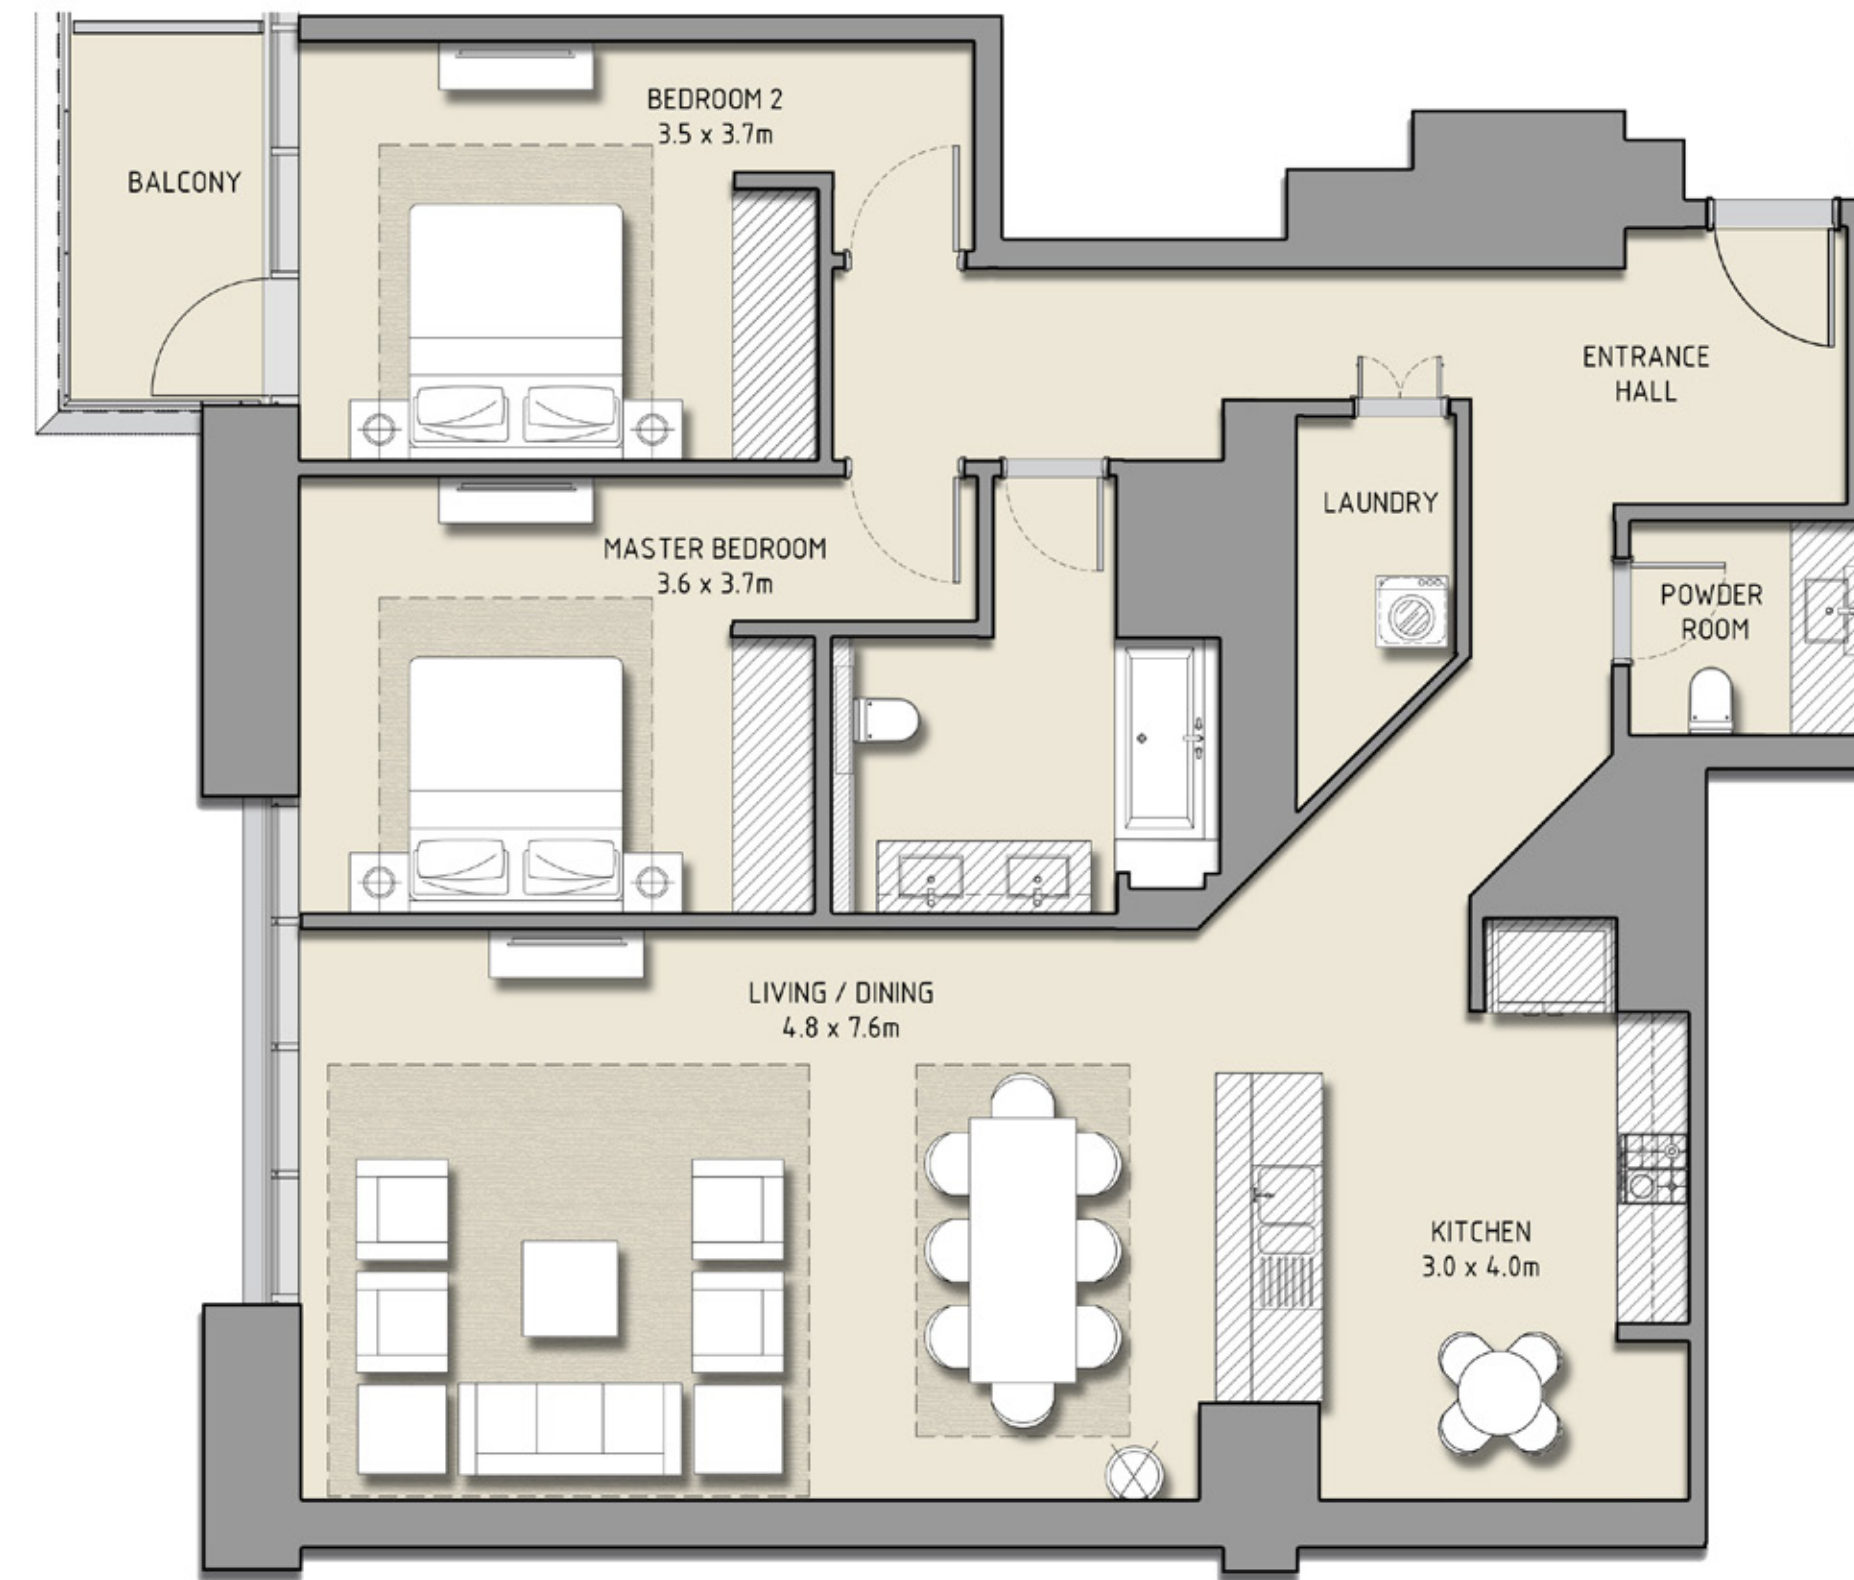 BEDROOM 2
3.5 x 3.7m
BALCONY
ENTRANCE
HALL
LAUNDRY
MASTER BEDROOM
3.6 x 3.7m
POWDER
ROOM
LIVING / DINING
4.8 x 7.6m
KITCHEN
3.0 x 4.0m